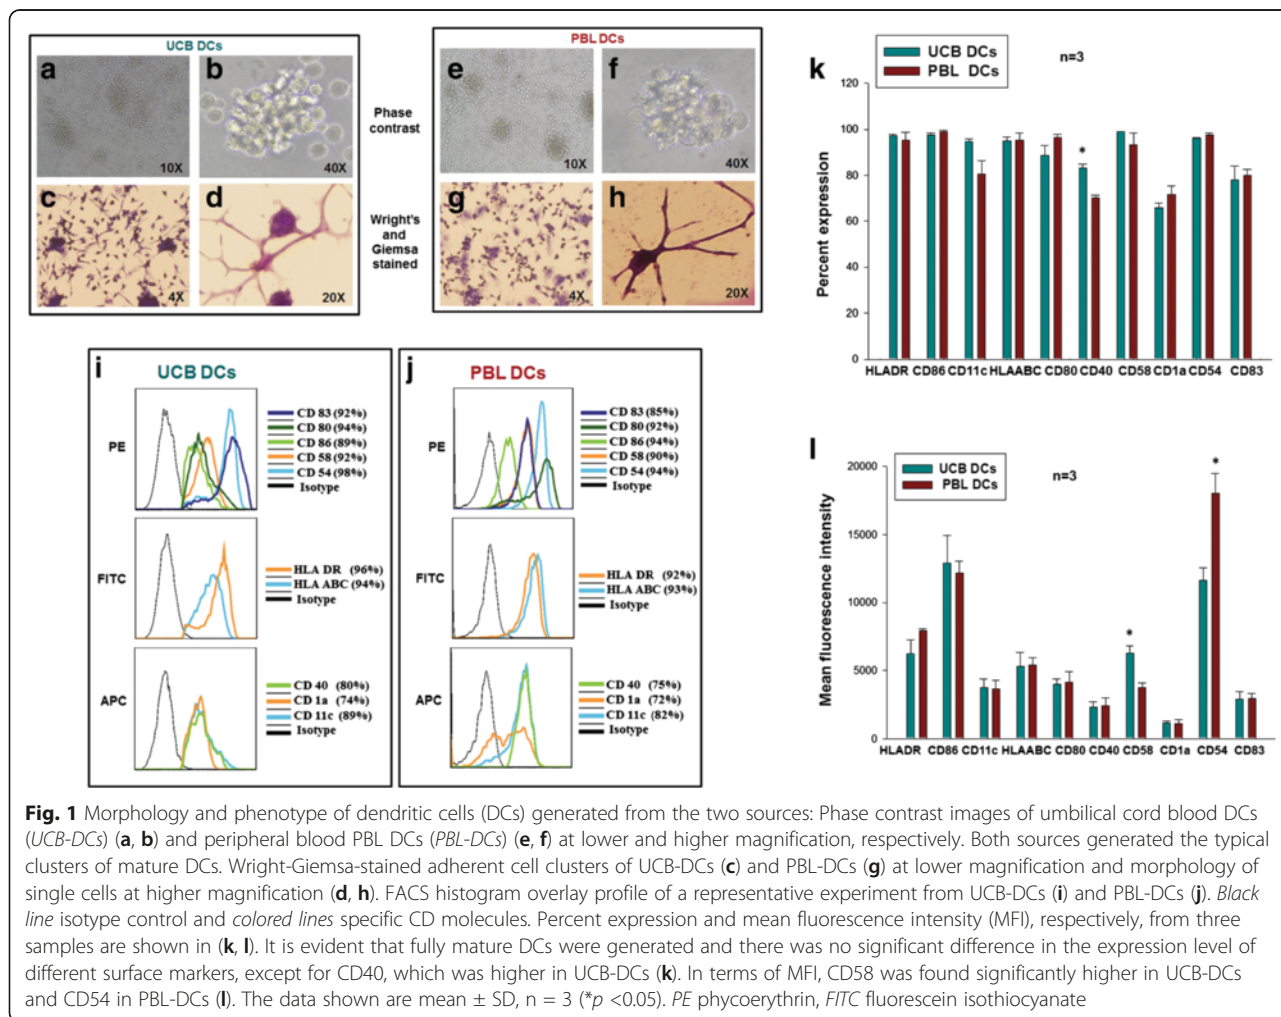 UCB DCs
a
b
10X
40X
c
d
4X
20X
Phase
contrast
Wright's
and
Giemsa
stained
PBL DCs
e
f
10X
40X
g
h
4X
20X
i
UCB DCs
PE
CD 83 (92%)
CD 80 (94%)
CD 86 (89%)
CD 58 (92%)
CD 54 (98%)
Isotype
FITC
HLA DR (96%)
HLA ABC (94%)
Isotype
APC
CD 40 (80%)
CD 1a (74%)
CD 11c (89%)
Isotype
j
PBL DCs
PE
CD 83 (85%)
CD 80 (92%)
CD 86 (94%)
CD 58 (90%)
CD 54 (94%)
Isotype
FITC
HLA DR (92%)
HLA ABC (93%)
Isotype
APC
CD 40 (75%)
CD 1a (72%)
CD 11c (82%)
Isotype
k
UCB DCs
PBL DCs
n=3
Percent expression
120
100
80
60
40
20
0
*
HLADR CD86 CD11c HLAABC CD80 CD40 CD58 CD1a CD54 CD83
l
UCB DCs
PBL DCs
n=3
Mean fluorescence intensity
20000
15000
10000
5000
0
*
*
HLADR CD86 CD11c HLAABC CD80 CD40 CD58 CD1a CD54 CD83
Fig. 1 Morphology and phenotype of dendritic cells (DCs) generated from the two sources: Phase contrast images of umbilical cord blood DCs
(UCB-DCs) (a, b) and peripheral blood PBL DCs (PBL-DCs) (e, f) at lower and higher magnification, respectively. Both sources generated the typical
clusters of mature DCs. Wright-Giemsa-stained adherent cell clusters of UCB-DCs (c) and PBL-DCs (g) at lower magnification and morphology of
single cells at higher magnification (d, h). FACS histogram overlay profile of a representative experiment from UCB-DCs (i) and PBL-DCs (j). Black
line isotype control and colored lines specific CD molecules. Percent expression and mean fluorescence intensity (MFI), respectively, from three
samples are shown in (k, l). It is evident that fully mature DCs were generated and there was no significant difference in the expression level of
different surface markers, except for CD40, which was higher in UCB-DCs (k). In terms of MFI, CD58 was found significantly higher in UCB-DCs
and CD54 in PBL-DCs (l). The data shown are mean ± SD, n = 3 (*p <0.05). PE phycoerythrin, FITC fluorescein isothiocyanate